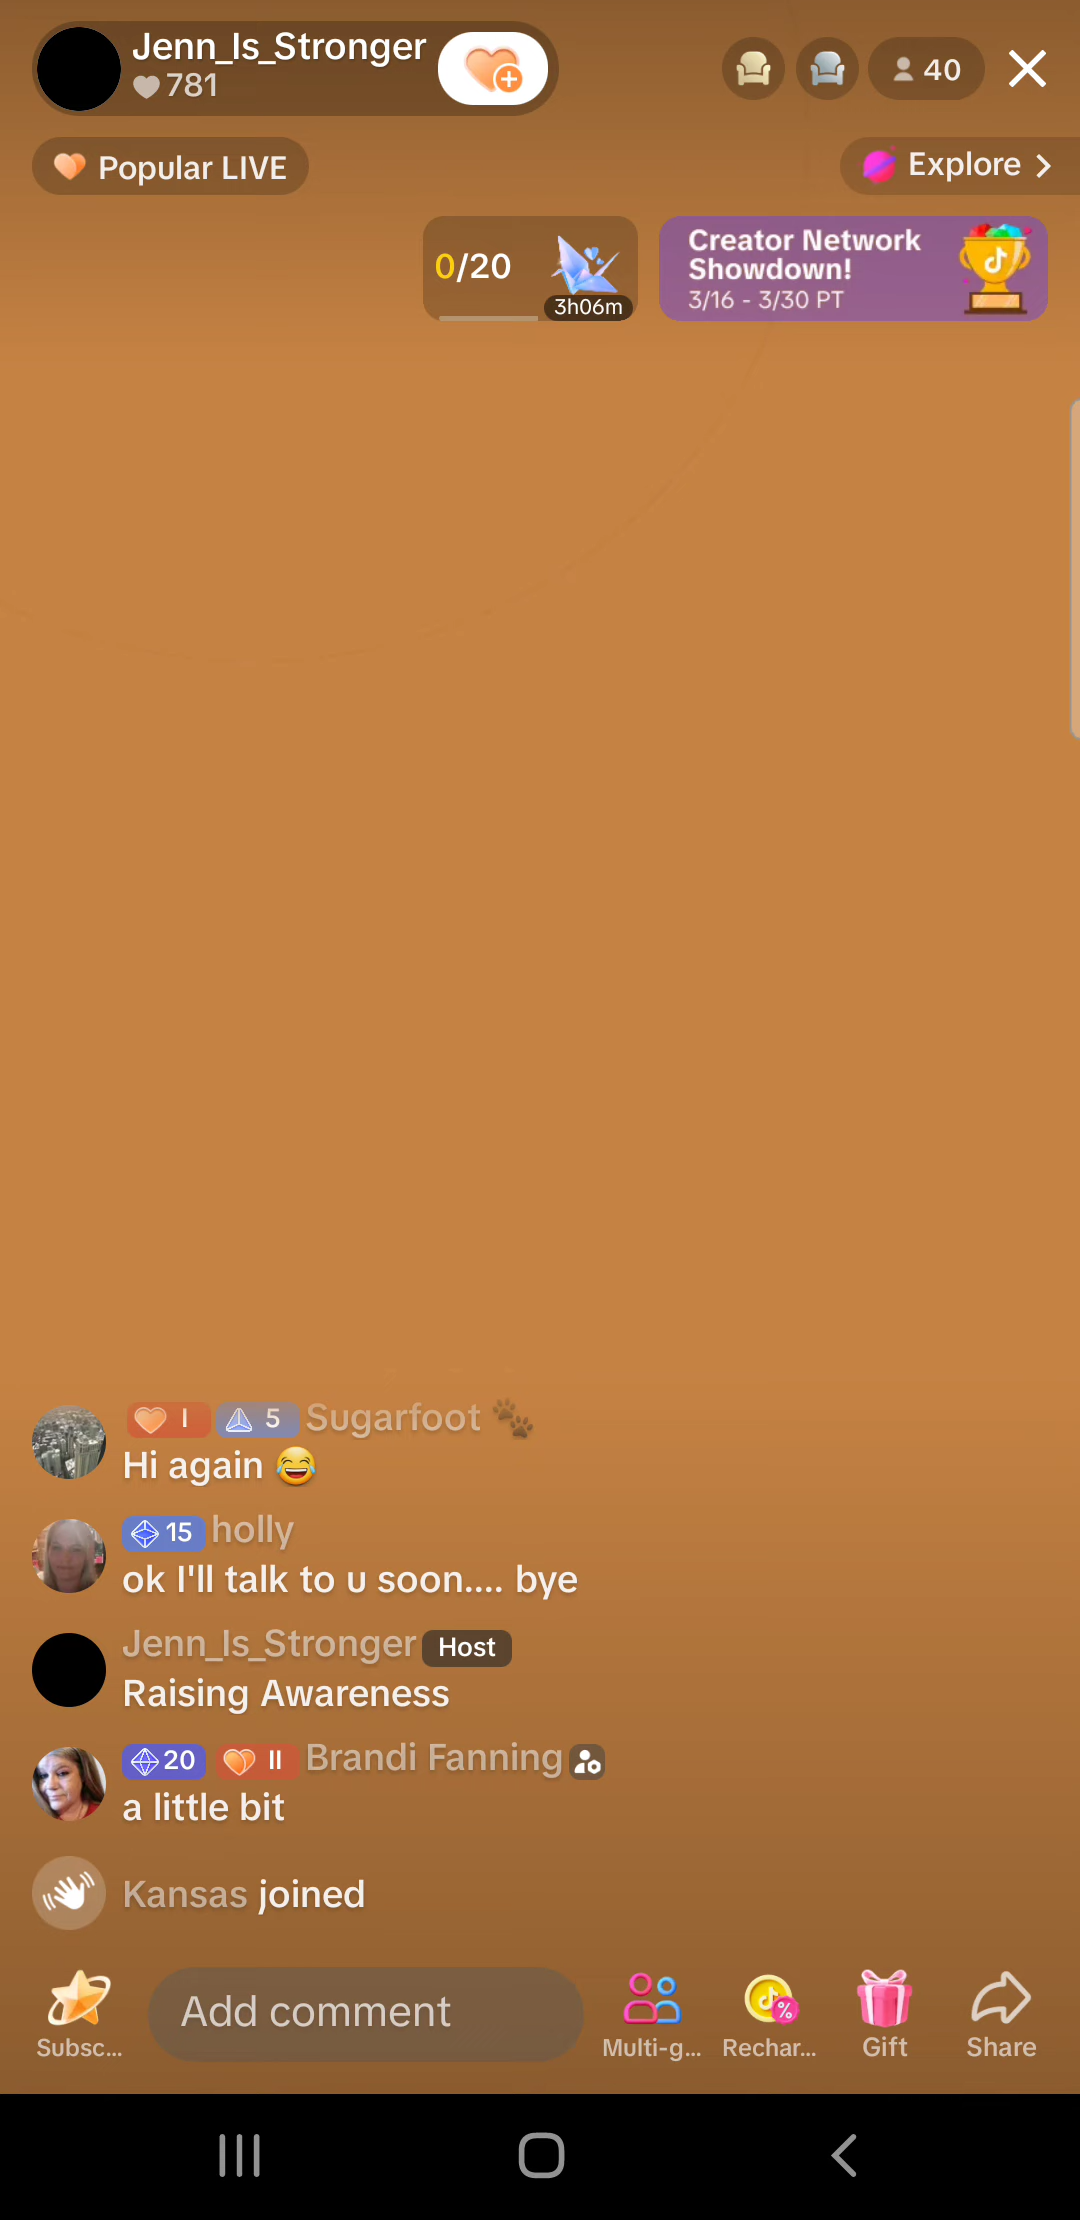 Jenn_Is_Stronger
781
40
Popular LIVE
Explore
0/20
3h06m
Creator Network
Showdown!
3/16 - 3/30 PT
I 5 Sugarfoot 🐾
Hi again 😂
15 holly
ok I'll talk to u soon.... bye
Jenn_Is_Stronger Host
Raising Awareness
20 II Brandi Fanning
a little bit
Kansas joined
Subsc...
Add comment
Multi-g...
Rechar...
Gift
Share